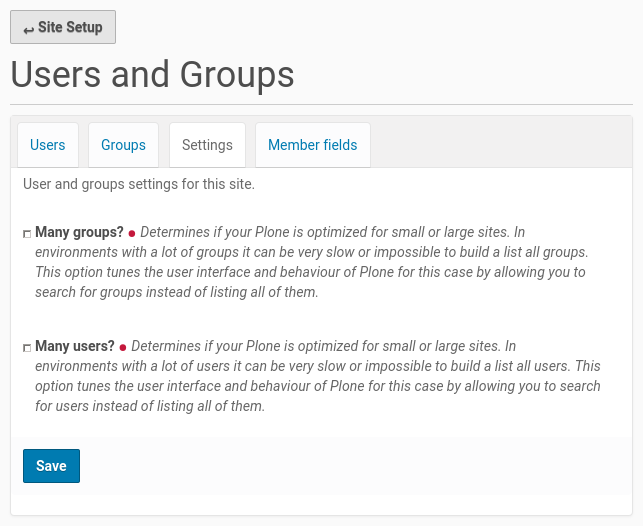 Site Setup
Users and Groups
Users Groups Settings Member fields
User and groups settings for this site.
Many groups? Determines if your Plone is optimized for small or large sites. In
environments with a lot of groups it can be very slow or impossible to build a list all groups.
This option tunes the user interface and behaviour of Plone for this case by allowing you to
search for groups instead of listing all of them.
Many users? Determines if your Plone is optimized for small or large sites. In
environments with a lot of users it can be very slow or impossible to build a list all users. This
option tunes the user interface and behaviour of Plone for this case by allowing you to search
for users instead of listing all of them.
Save